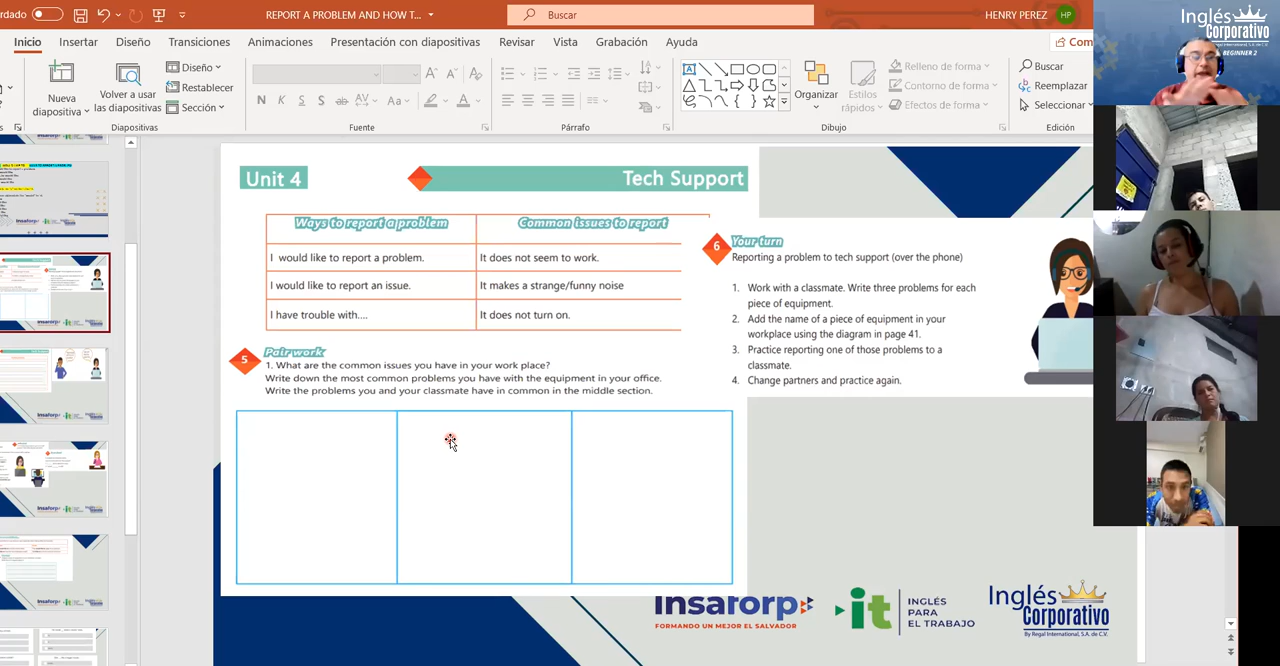 rdado
REPORT A PROBLEM AND HOW T...
Buscar
HENRY PEREZ
HP
Inicio
Insertar
Diseño
Transiciones
Animaciones
Presentación con diapositivas
Revisar
Vista
Grabación
Ayuda
Com
Nueva
diapositiva
Volver a usar
las diapositivas
Diseño
Restablecer
Sección
Diapositivas
N K S S ab AV Aa A
Fuente
Párrafo
Organizar
Estilos
rápidos
Relleno de forma
Contorno de forma
Efectos de forma
Dibujo
Buscar
Reemplazar
Seleccionar
Edición
Inglés
Corporativo
By Regal International, S.A. de C.V.
BEGINNER 2
Unit 4
Tech Support
Ways to report a problem
Common issues to report
I would like to report a problem.
It does not seem to work.
I would like to report an issue.
It makes a strange/funny noise
I have trouble with....
It does not turn on.
5
Pair work
1. What are the common issues you have in your work place?
Write down the most common problems you have with the equipment in your office.
Write the problems you and your classmate have in common in the middle section.
6
Your turn
Reporting a problem to tech support (over the phone)
1. Work with a classmate. Write three problems for each
piece of equipment.
2. Add the name of a piece of equipment in your
workplace using the diagram in page 41.
3. Practice reporting one of those problems to a
classmate.
4. Change partners and practice again.
Insaforp
FORMANDO UN MEJOR EL SALVADOR
it
INGLÉS
PARA
EL TRABAJO
Inglés
Corporativo
By Regal International, S.A. de C.V.